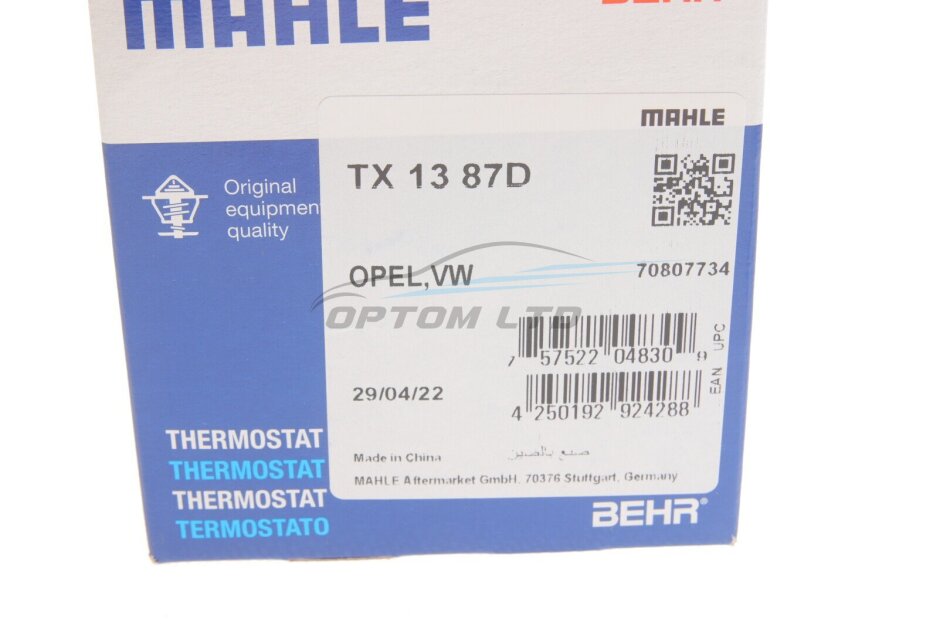 MAHLE
BEHR
MAHLE
TX 13 87D
Original
equipmen
quality
OPEL,VW
70807734
OPTOM LTD
7 57522 04830 9
UPC
29/04/22
EAN
4 250192 924288
THERMOSTAT
THERMOSTAT
THERMOSTAT
TERMOSTATO
Made in China
صنع بالصين
MAHLE Aftermarket GmbH. 70376 Stuttgart, Germany
BEHR®